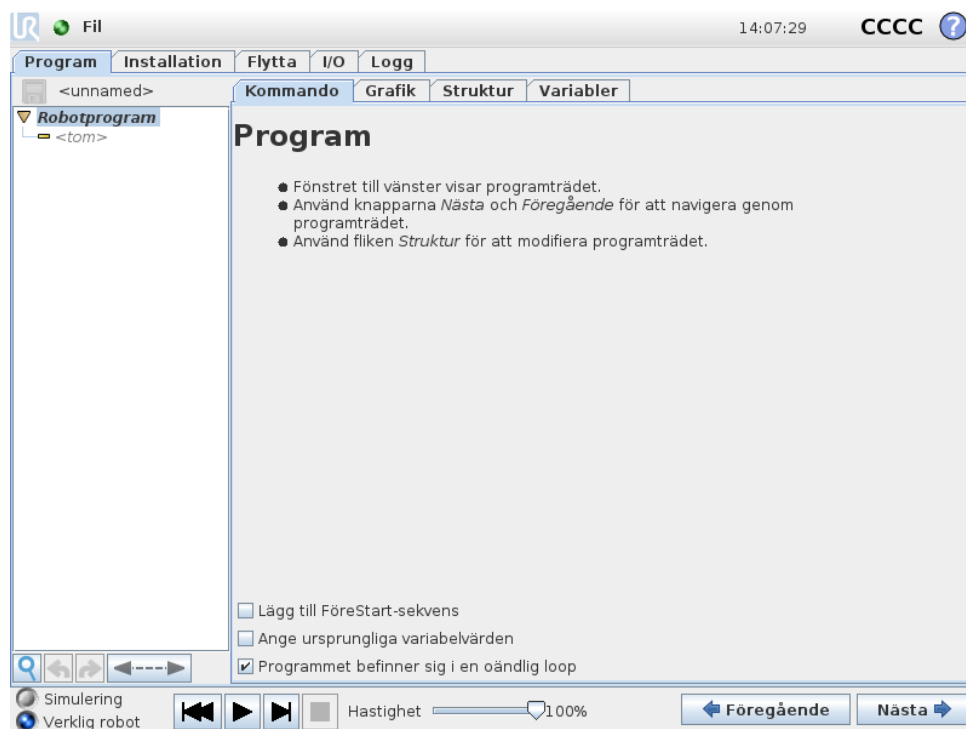 UR Fil 14:07:29 CCCC ?
Program Installation Flytta I/O Logg
<unnamed> Kommando Grafik Struktur Variabler
Robotprogram
<tom>
Program
Fönstret till vänster visar programträdet.
Använd knapparna Nästa och Föregående för att navigera genom
programträdet.
Använd fliken Struktur för att modifiera programträdet.
Lägg till FöreStart-sekvens
Ange ursprungliga variabelvärden
Programmet befinner sig i en oändlig loop
Simulering
Verklig robot
Hastighet 100% Föregående Nästa